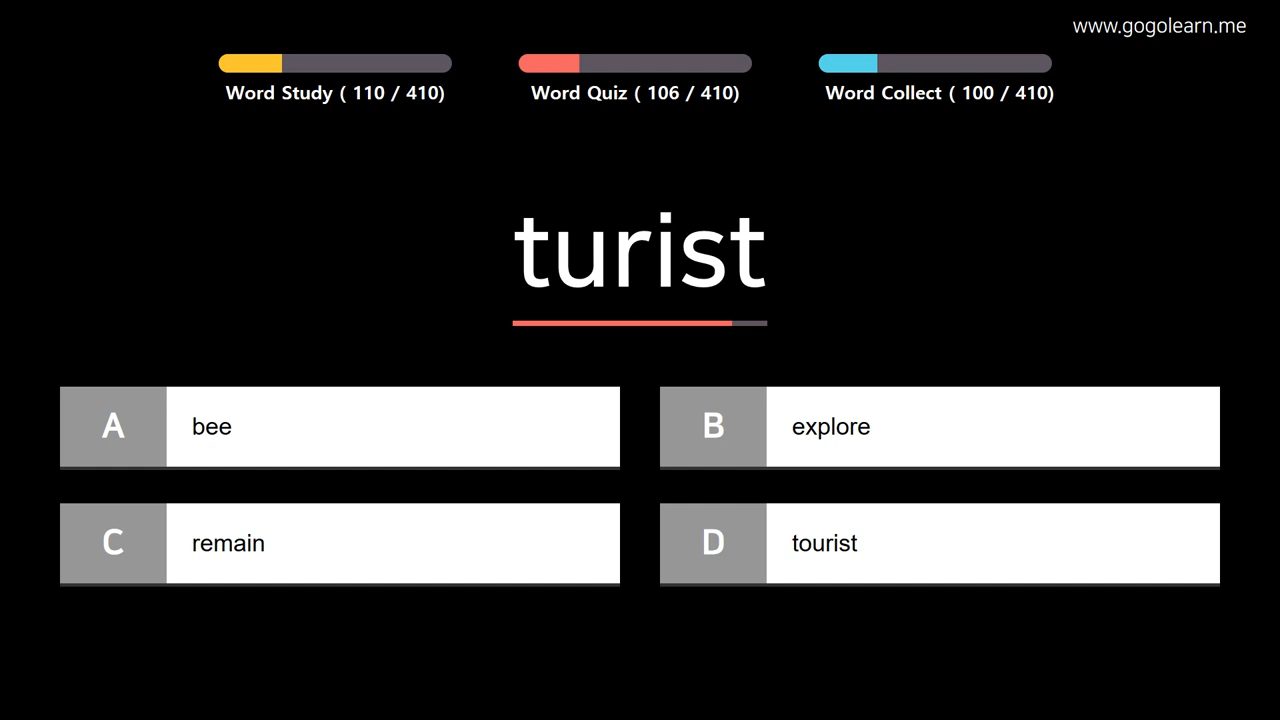 www.gogolearn.me
Word Study ( 110 / 410)
Word Quiz ( 106 / 410)
Word Collect ( 100 / 410)
turist
A bee
B explore
C remain
D tourist